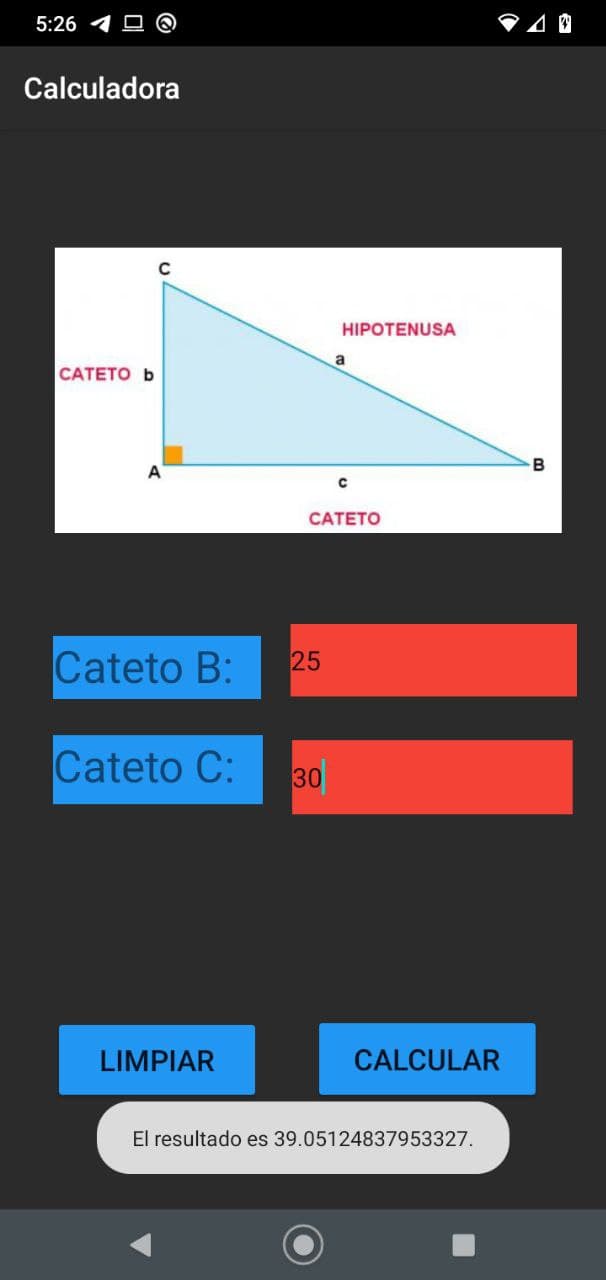 5:26
Calculadora
C
HIPOTENUSA
a
CATETO b
A
B
c
CATETO
Cateto B:
25
Cateto C:
30
LIMPIAR
CALCULAR
El resultado es 39.05124837953327.